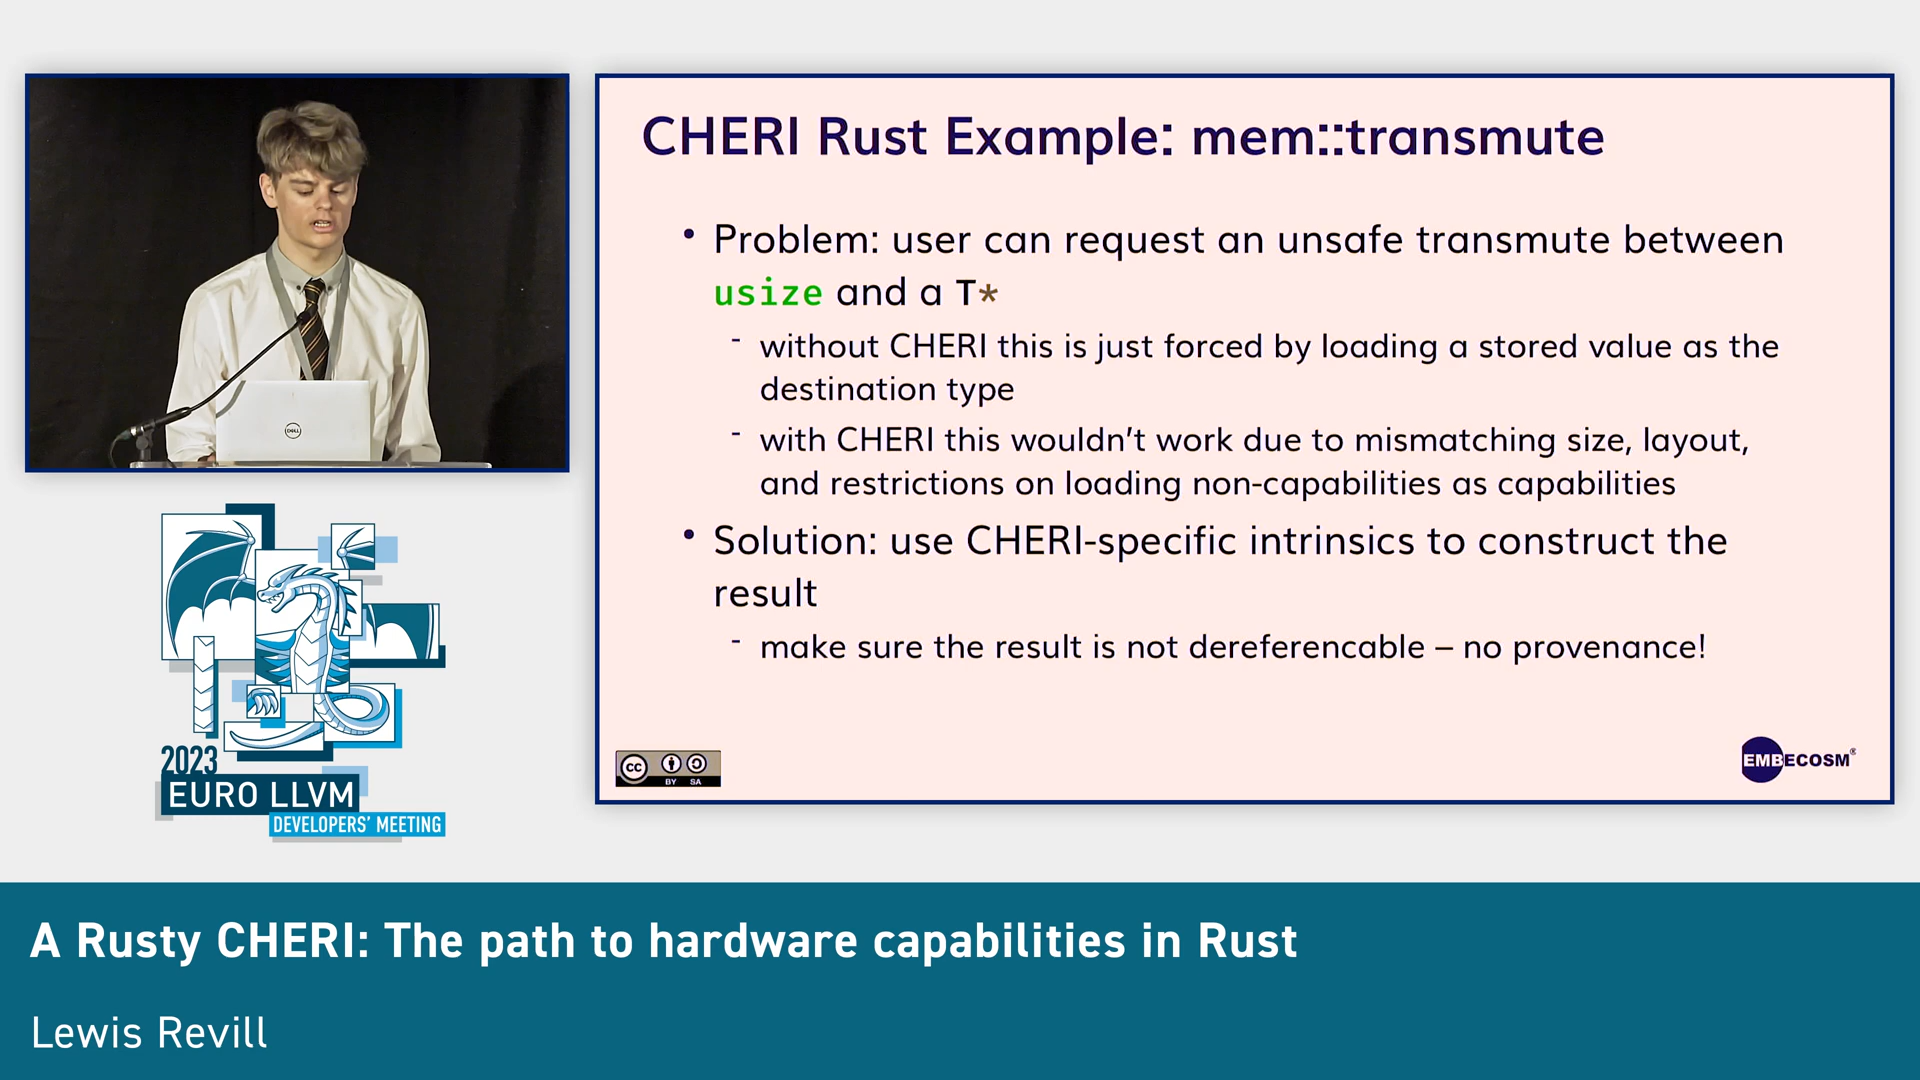 CHERI Rust Example: mem::transmute
• Problem: user can request an unsafe transmute between
usize and a T*
- without CHERI this is just forced by loading a stored value as the
destination type
- with CHERI this wouldn't work due to mismatching size, layout,
and restrictions on loading non-capabilities as capabilities
• Solution: use CHERI-specific intrinsics to construct the
result
- make sure the result is not dereferencable – no provenance!
cc
BY SA
EMBECOSM®
DELL
2023
EURO LLVM
DEVELOPERS' MEETING
A Rusty CHERI: The path to hardware capabilities in Rust
Lewis Revill